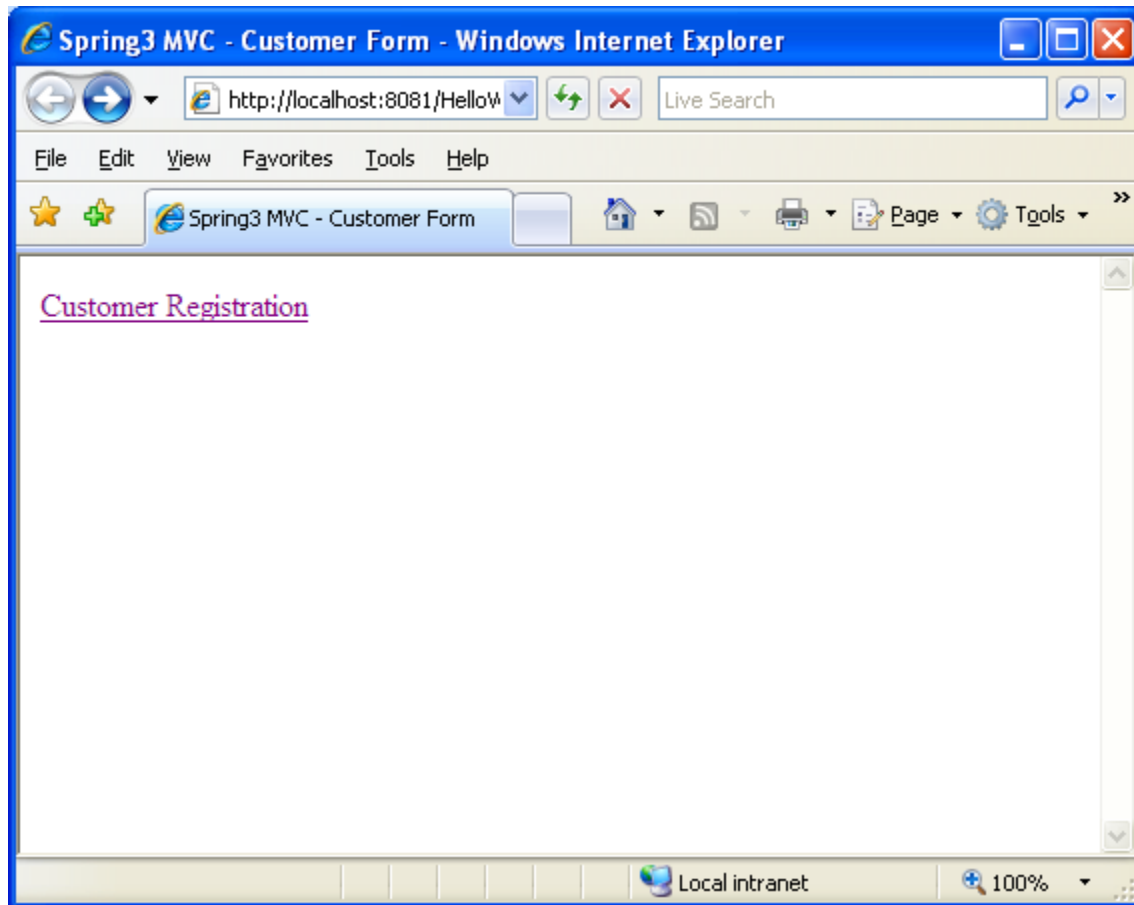 Spring3 MVC - Customer Form - Windows Internet Explorer
http://localhost:8081/HelloW
Live Search
File Edit View Favorites Tools Help
Spring3 MVC - Customer Form
Page
Tools
Customer Registration
Local intranet
100%